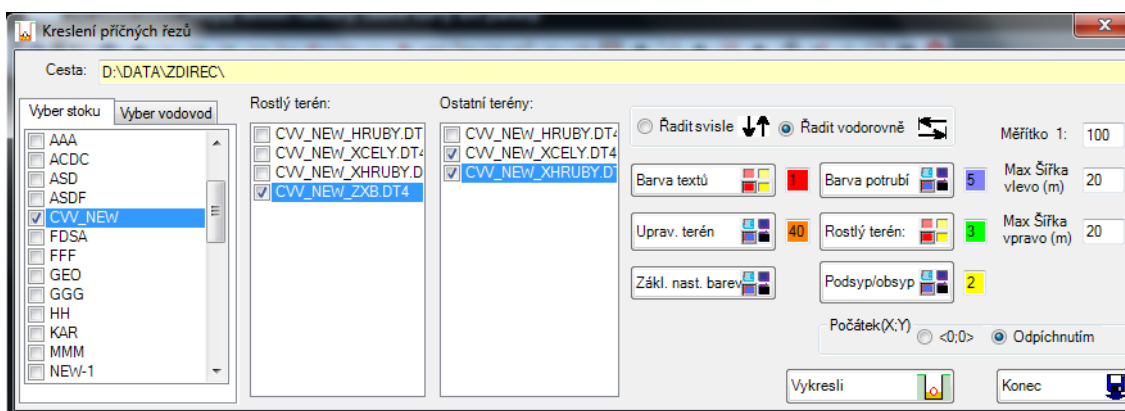 Kreslení příčných řezů
Cesta: D:\DATA\ZDIREC\
Vyber stoku Vyber vodovod
AAA
ACDC
ASD
ASDF
CVV_NEW
FDSA
FFF
GEO
GGG
HH
KAR
MMM
NEW-1
Rostlý terén:
CVV_NEW_HRUBY.DT
CVV_NEW_XCELY.DT4
CVV_NEW_XHRUBY.D
CVV_NEW_ZXB.DT4
Ostatní terény:
CVV_NEW_HRUBY.DT4
CVV_NEW_XCELY.DT4
CVV_NEW_XHRUBY.DT
Řadit svisle Řadit vodorovně
Barva textů 1 Barva potrubí 5
Uprav. terén 40 Rostlý terén: 3
Zákl. nast. barev Podsyp/obsyp 2
Měřítko 1: 100
Max Šířka
vlevo (m) 20
Max Šířka
vpravo (m) 20
Počátek(X;Y) <0;0> Odpíchnutím
Vykresli Konec